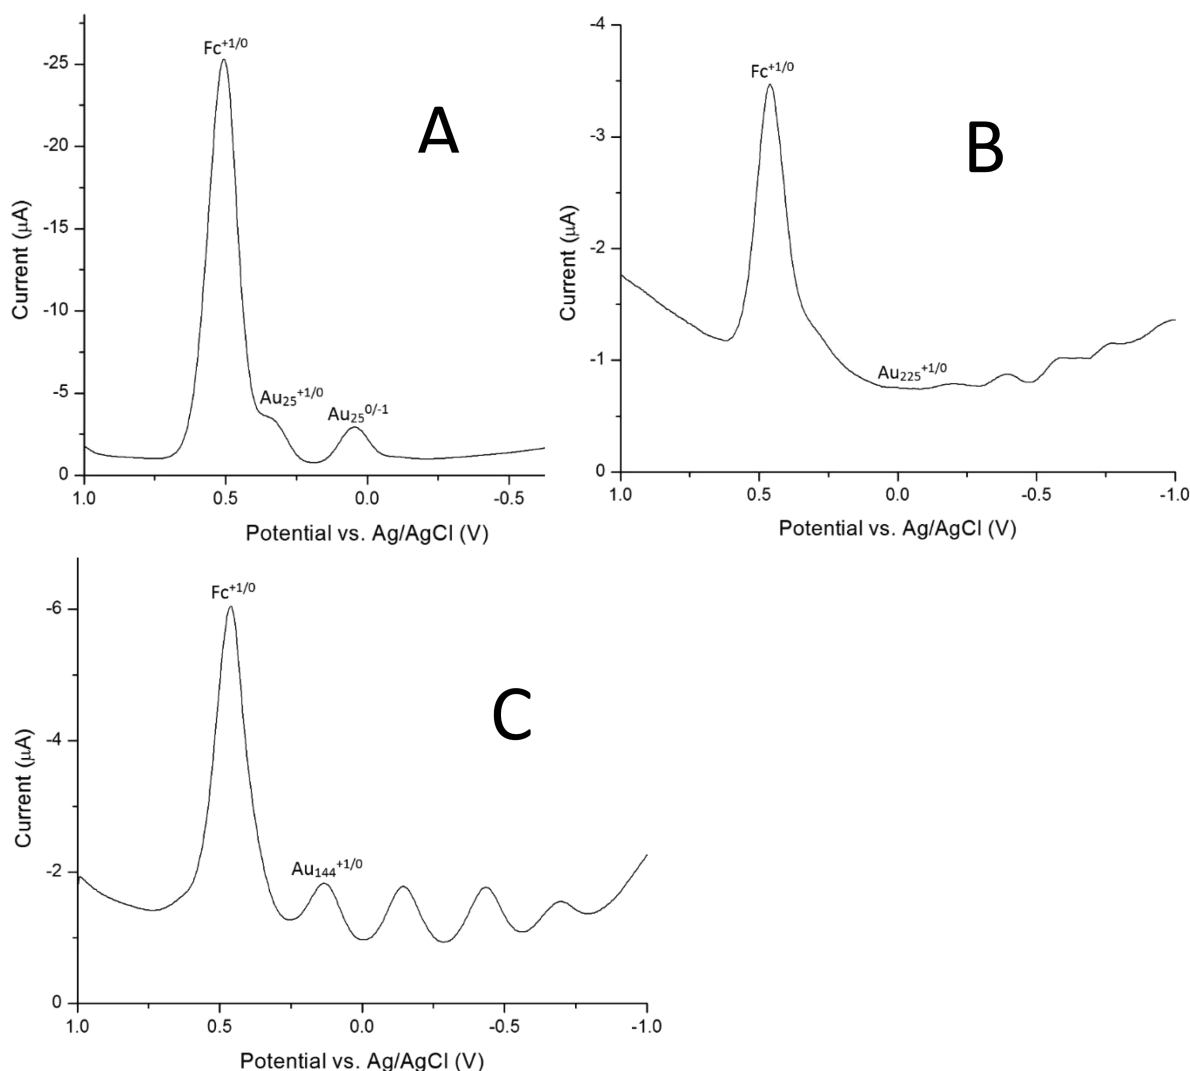 Fc+1/0
A
-25
-20
-15
-10
-5
0
Au25+1/0
Au250/-1
1.0 0.5 0.0 -0.5
Potential vs. Ag/AgCl (V)
Current (μA)
Fc+1/0
B
-4
-3
-2
-1
0
Au225+1/0
1.0 0.5 0.0 -0.5 -1.0
Potential vs. Ag/AgCl (V)
Current (μA)
Fc+1/0
C
-6
-4
-2
0
Au144+1/0
1.0 0.5 0.0 -0.5 -1.0
Potential vs. Ag/AgCl (V)
Current (μA)